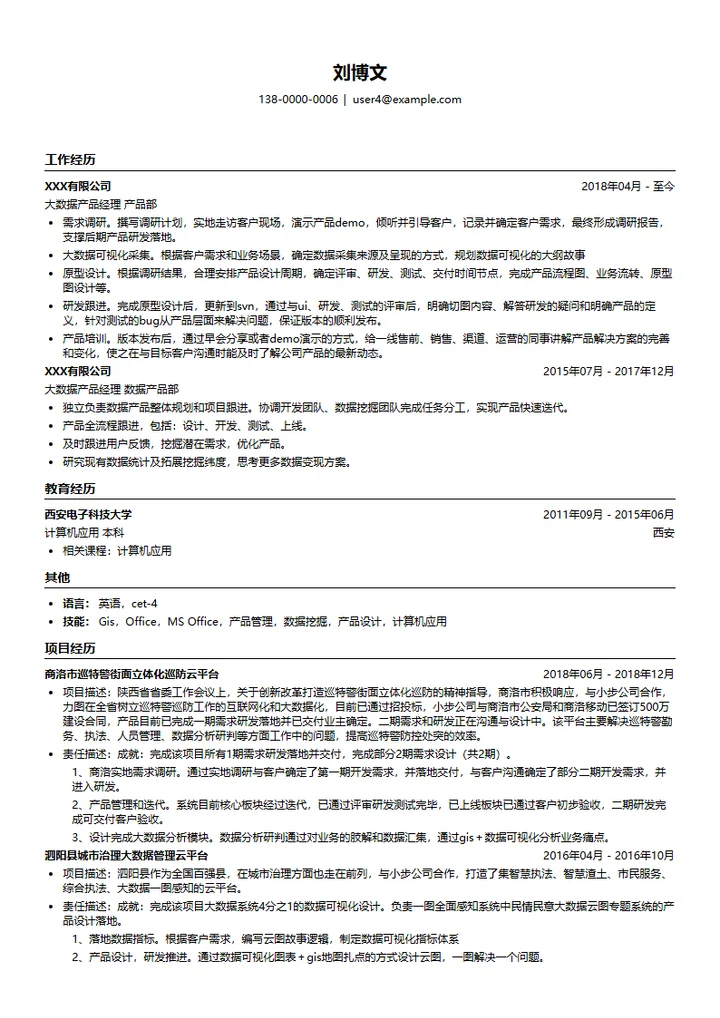 刘博文
138-0000-0006 | user4@example.com
工作经历
XXX有限公司 2018年04月 - 至今
大数据产品经理 产品部
• 需求调研。撰写调研计划，实地走访客户现场，演示产品demo，倾听并引导客户，记录并确定客户需求，最终形成调研报告，
支撑后期产品研发落地。
• 大数据可视化采集。根据客户需求和业务场景，确定数据采集来源及呈现的方式，规划数据可视化的大纲故事
• 原型设计。根据调研结果，合理安排产品设计周期，确定评审、研发、测试、交付时间节点，完成产品流程图、业务流转、原型
图设计等。
• 研发跟进。完成原型设计后，更新到svn，通过与ui、研发、测试的评审后，明确切图内容、解答研发的疑问和明确产品的定
义，针对测试的bug从产品层面来解决问题，保证版本的顺利发布。
• 产品培训。版本发布后，通过早会分享或者demo演示的方式，给一线售前、销售、渠道、运营的同事讲解产品解决方案的完善
和变化，使之在与目标客户沟通时能及时了解公司产品的最新动态。
XXX有限公司 2015年07月 - 2017年12月
大数据产品经理 数据产品部
• 独立负责数据产品整体规划和项目跟进。协调开发团队、数据挖掘团队完成任务分工，实现产品快速迭代。
• 产品全流程跟进，包括：设计、开发、测试、上线。
• 及时跟进用户反馈，挖掘潜在需求，优化产品。
• 研究现有数据统计及拓展挖掘纬度，思考更多数据变现方案。
教育经历
西安电子科技大学 2011年09月 - 2015年06月
计算机应用 本科 西安
• 相关课程：计算机应用
其他
• 语言： 英语，cet-4
• 技能： Gis，Office，MS Office，产品管理，数据挖掘，产品设计，计算机应用
项目经历
商洛市巡特警街面立体化巡防云平台 2018年06月 - 2018年12月
• 项目描述：陕西省省委工作会议上，关于创新改革打造巡特警街面立体化巡防的精神指导，商洛市积极响应，与小步公司合作，
力图在全省树立巡特警巡防工作的互联网化和大数据化，目前已通过招投标，小步公司与商洛市公安局和商洛移动已签订500万
建设合同，产品目前已完成一期需求研发落地并已交付业主确定。二期需求和研发正在沟通与设计中。该平台主要解决巡特警勤
务、执法、人员管理、数据分析研判等方面工作中的问题，提高巡特警防控处突的效率。
• 责任描述：成就：完成该项目所有1期需求研发落地并交付，完成部分2期需求设计（共2期）。
1、商洛实地需求调研。通过实地调研与客户确定了第一期开发需求，并落地交付，与客户沟通确定了部分二期开发需求，并
进入研发。
2、产品管理和迭代。系统目前核心板块经过迭代，已通过评审研发测试完毕，已上线板块已通过客户初步验收，二期研发完
成可交付客户验收。
3、设计完成大数据分析模块。数据分析研判通过对业务的胶解和数据汇集，通过gis＋数据可视化分析业务痛点。
泗阳县城市治理大数据管理云平台 2016年04月 - 2016年10月
• 项目描述：泗阳县作为全国百强县，在城市治理方面也走在前列，与小步公司合作，打造了集智慧执法、智慧渣土、市民服务、
综合执法、大数据一图感知的云平台。
• 责任描述：成就：完成该项目大数据系统4分之1的数据可视化设计。负责一图全面感知系统中民情民意大数据云图专题系统的产
品设计落地。
1、落地数据指标。根据客户需求，编写云图故事逻辑，制定数据可视化指标体系
2、产品设计，研发推进。通过数据可视化图表＋gis地图扎点的方式设计云图，一图解决一个问题。